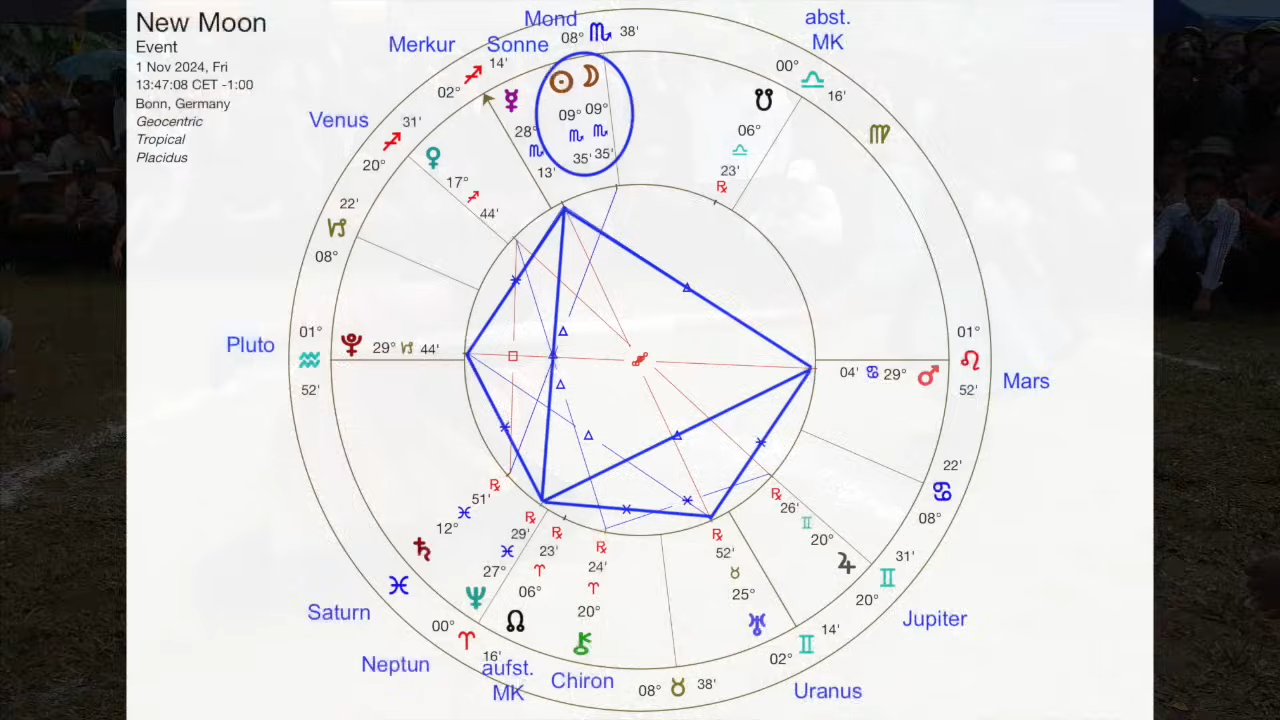 New Moon
Event
1 Nov 2024, Fri
13:47:08 CET -1:00
Bonn, Germany
Geocentric
Tropical
Placidus
Mond
abst.
MK
Merkur
Sonne
08° ♏ 38'
00° ♎ 16'
02° ♐ 14'
Venus
20° ♐ 31'
08° ♑ 22'
☿ 28° ♏ 13'
☉ 09° ♏ 35'
☽ 09° ♏ 35'
☋ 06° ♎ 23' ℞
♍
♀ 17° ♐ 44'
Pluto
01° ♒ 52'
♇ 29° ♑ 44'
04' ♋ 29° ♂
01° ♌ 52'
Mars
♄ 12° ♓ 51' ℞
♆ 27° ♓ 29' ℞
☊ 06° ♈ 23' ℞
⚷ 20° ♈ 24' ℞
♅ 25° ♉ 52' ℞
♃ 20° ♊ 26' ℞
22' ♋ 08°
31' ♊ 20°
♓
Saturn
Jupiter
00° ♈ 16'
14' ♊ 02°
Neptun
aufst.
MK
Chiron
08° ♉ 38'
Uranus